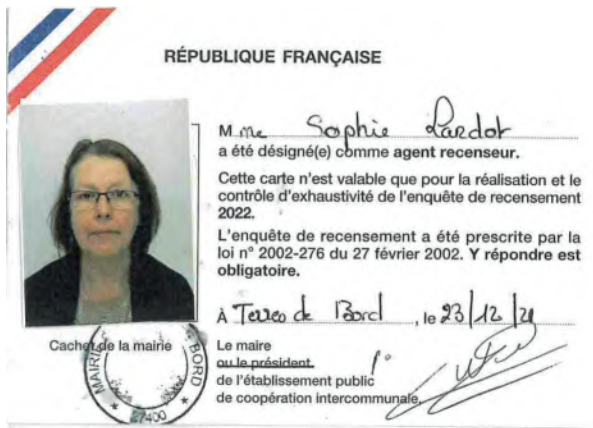 RÉPUBLIQUE FRANÇAISE
Mme Sophie Lardot
a été désigné(e) comme agent recenseur.
Cette carte n'est valable que pour la réalisation et le
contrôle d'exhaustivité de l'enquête de recensement
2022.
L'enquête de recensement a été prescrite par la
loi n° 2002-276 du 27 février 2002. Y répondre est
obligatoire.
À Terres de Bord, le 23/12/21
Cachet de la mairie
MAIRIE BORD
27400
Le maire
ou le président
de l'établissement public
de coopération intercommunale,